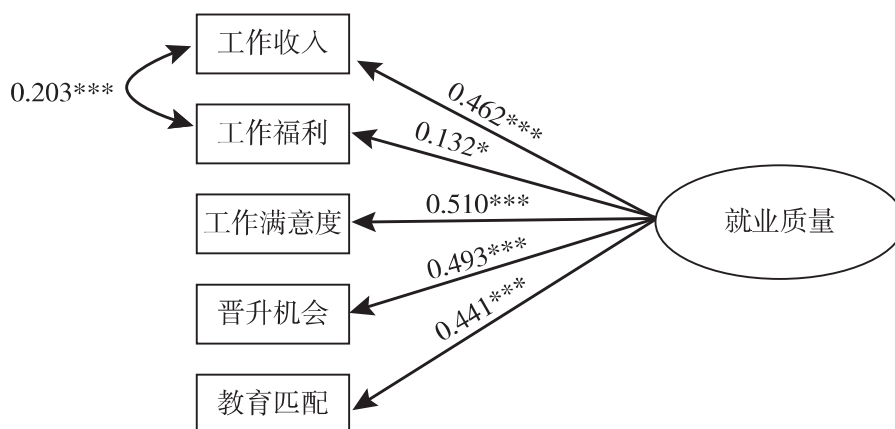 工作收入
0.203***
0.462***
工作福利
0.132*
工作满意度
0.510***
就业质量
0.493***
晋升机会
0.441***
教育匹配